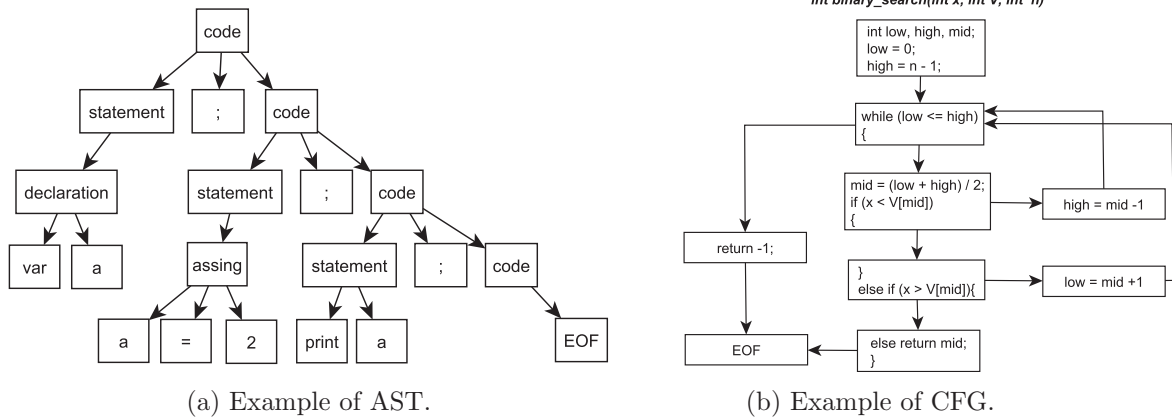 code
statement
;
code
declaration
statement
;
code
var
a
assing
statement
;
code
a
=
2
print
a
EOF
(a) Example of AST.
int binary_search(int x, int V, int n)
int low, high, mid;
low = 0;
high = n - 1;
while (low <= high)
{
mid = (low + high) / 2;
if (x < V[mid])
{
high = mid -1
return -1;
}
else if (x > V[mid]){
low = mid +1
else return mid;
}
EOF
(b) Example of CFG.